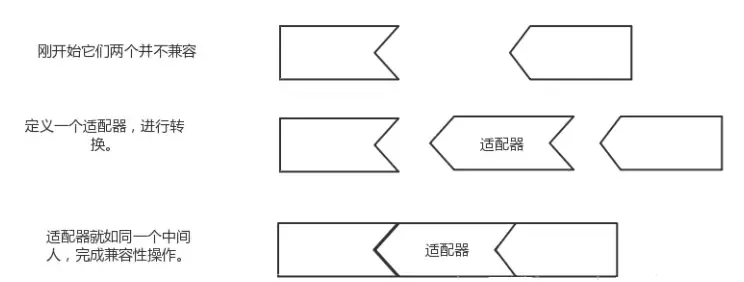 刚开始它们两个并不兼容
定义一个适配器，进行转
换。
适配器
适配器就如同一个中间
人，完成兼容性操作。
适配器